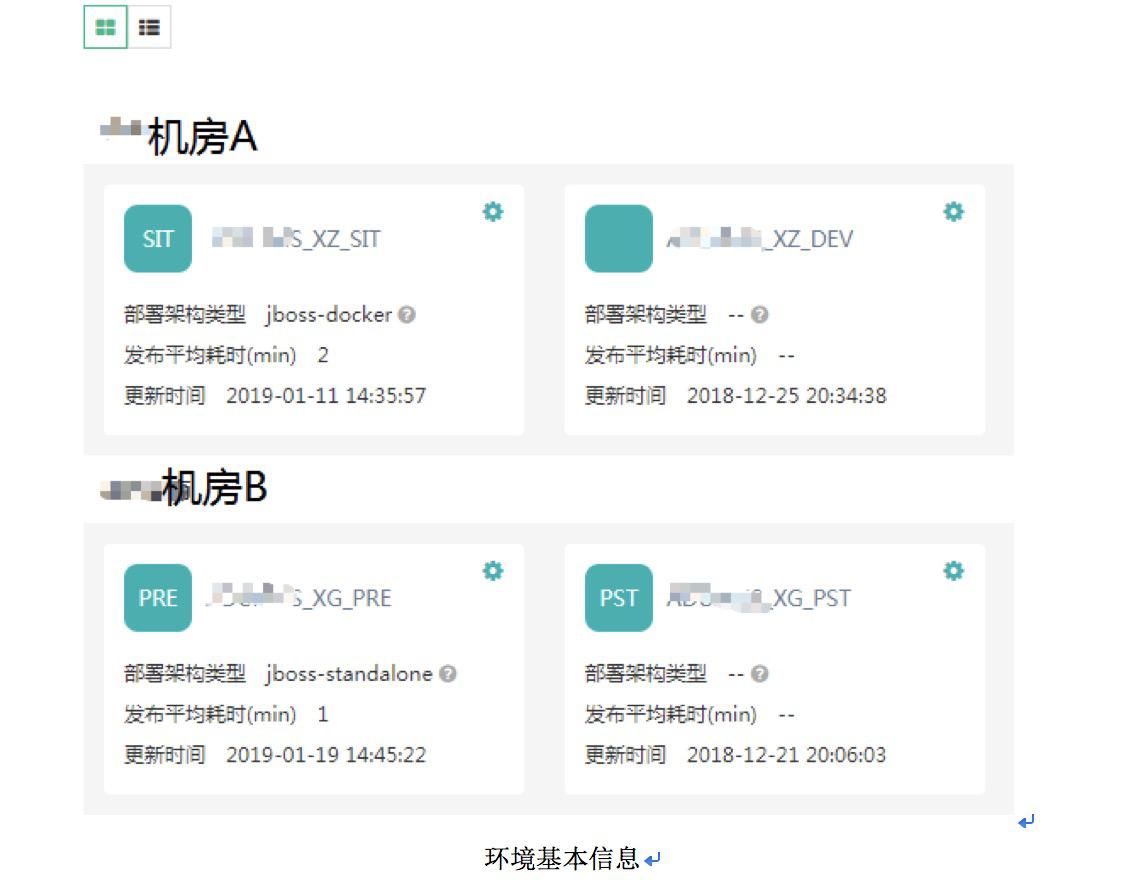 机房A
SIT
S_XZ_SIT
部署架构类型 jboss-docker
发布平均耗时(min) 2
更新时间 2019-01-11 14:35:57
_XZ_DEV
部署架构类型 --
发布平均耗时(min) --
更新时间 2018-12-25 20:34:38
机房B
PRE
S_XG_PRE
部署架构类型 jboss-standalone
发布平均耗时(min) 1
更新时间 2019-01-19 14:45:22
PST
_XG_PST
部署架构类型 --
发布平均耗时(min) --
更新时间 2018-12-21 20:06:03
环境基本信息